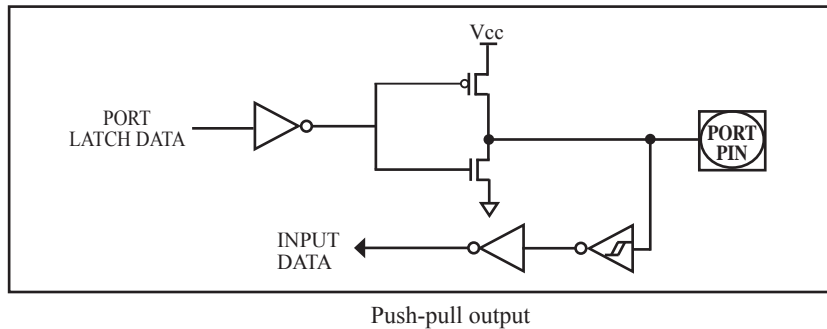 Vcc
PORT
LATCH DATA
PORT
PIN
INPUT
DATA
Push-pull output